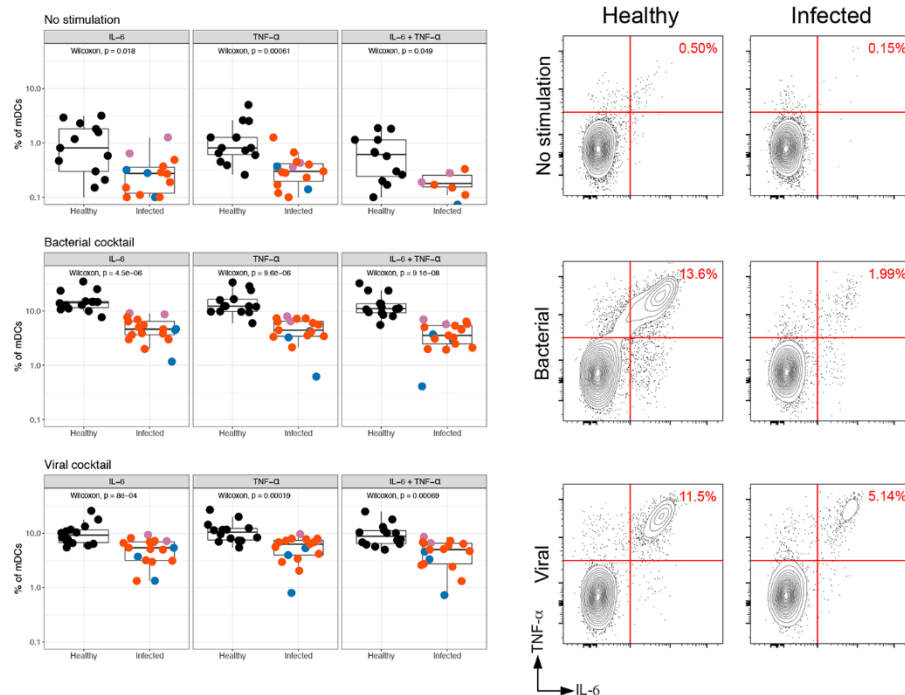 Healthy Infected
No stimulation
IL-6 TNF-α IL-6 + TNF-α
Wilcoxon, p = 0.018 Wilcoxon, p = 0.00061 Wilcoxon, p = 0.049
% of mDCs
10.0
1.0
0.1
Healthy Infected Healthy Infected Healthy Infected
No stimulation
0.50% 0.15%
Bacterial cocktail
IL-6 TNF-α IL-6 + TNF-α
Wilcoxon, p = 4.5e-06 Wilcoxon, p = 9.6e-06 Wilcoxon, p = 9.1e-08
% of mDCs
10.0
1.0
0.1
Healthy Infected Healthy Infected Healthy Infected
Bacterial
13.6% 1.99%
Viral cocktail
IL-6 TNF-α IL-6 + TNF-α
Wilcoxon, p = 8e-04 Wilcoxon, p = 0.00019 Wilcoxon, p = 0.00069
% of mDCs
10.0
1.0
0.1
Healthy Infected Healthy Infected Healthy Infected
Viral
11.5% 5.14%
TNF-α
IL-6